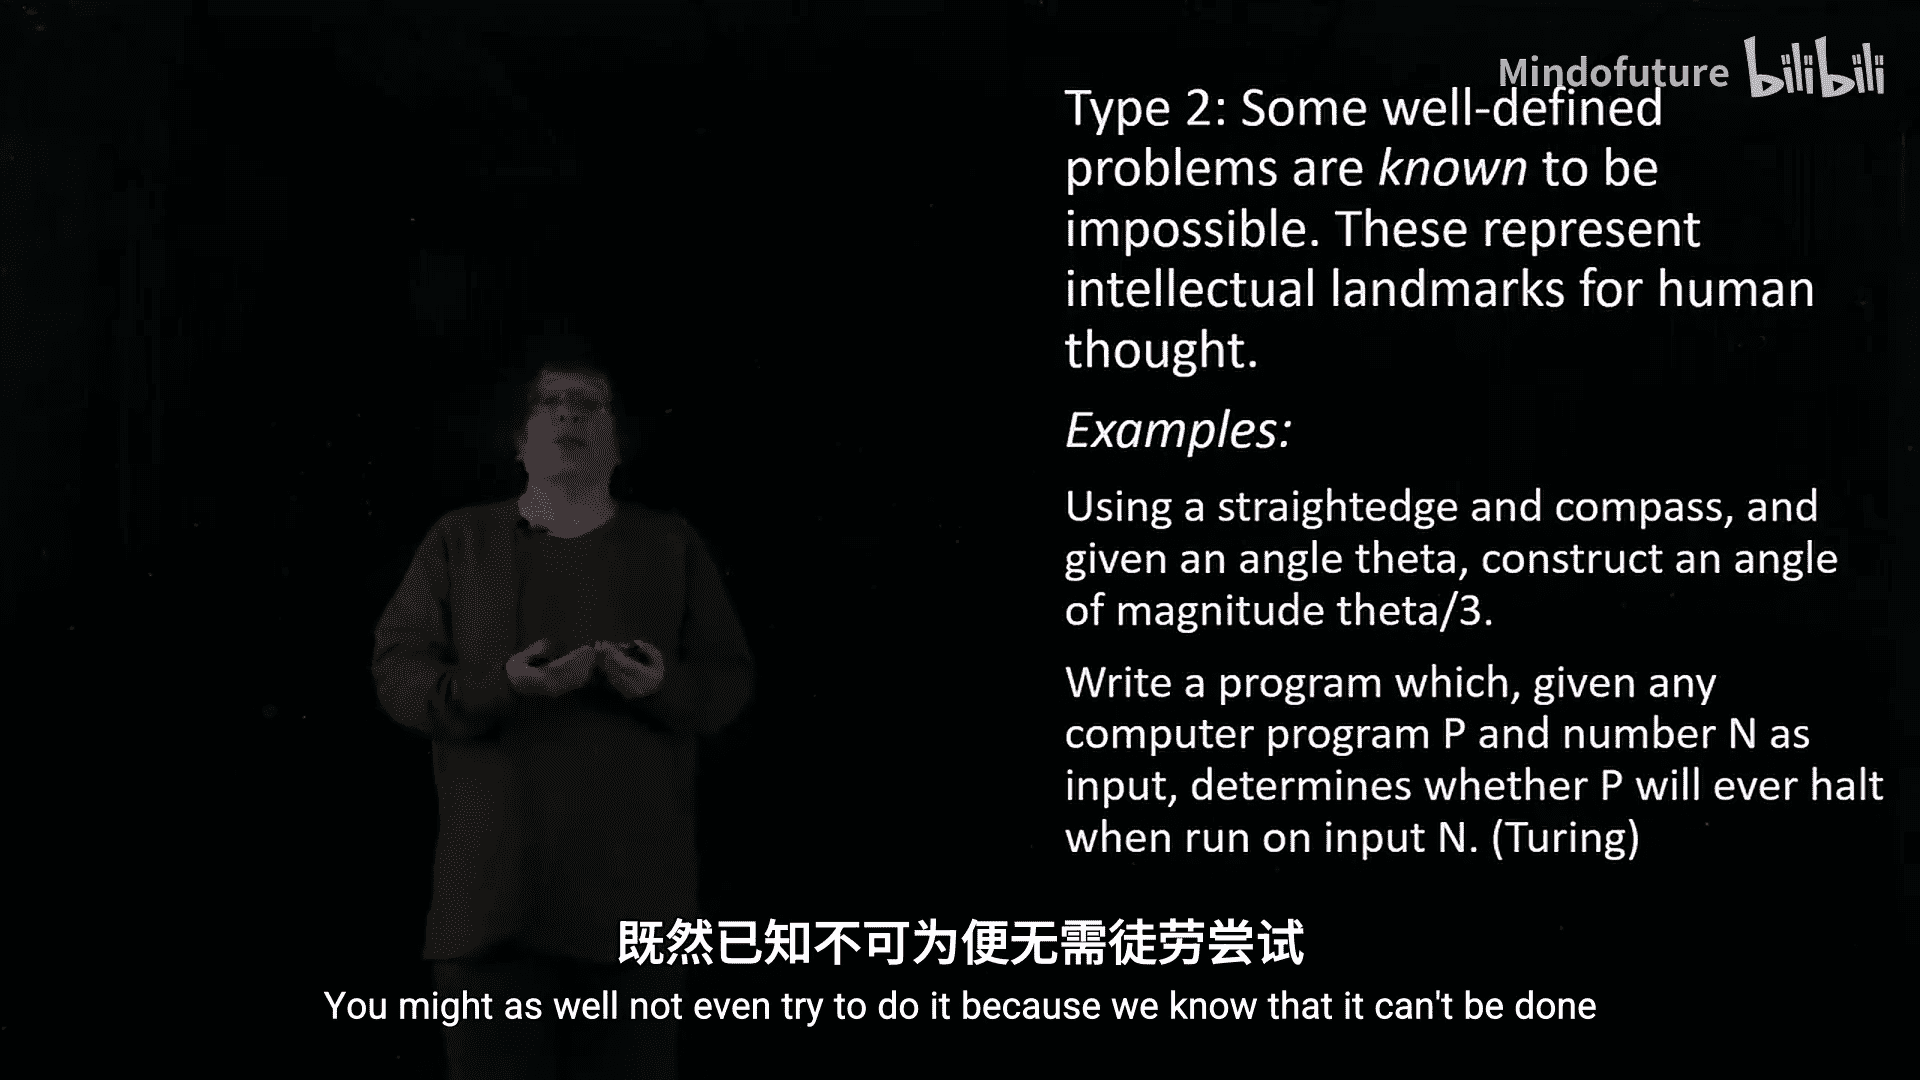 Mindofuture bilibili
Type 2: Some well-defined
problems are known to be
impossible. These represent
intellectual landmarks for human
thought.
Examples:
Using a straightedge and compass, and
given an angle theta, construct an angle
of magnitude theta/3.
Write a program which, given any
computer program P and number N as
input, determines whether P will ever halt
when run on input N. (Turing)
既然已知不可为便无需徒劳尝试
You might as well not even try to do it because we know that it can't be done